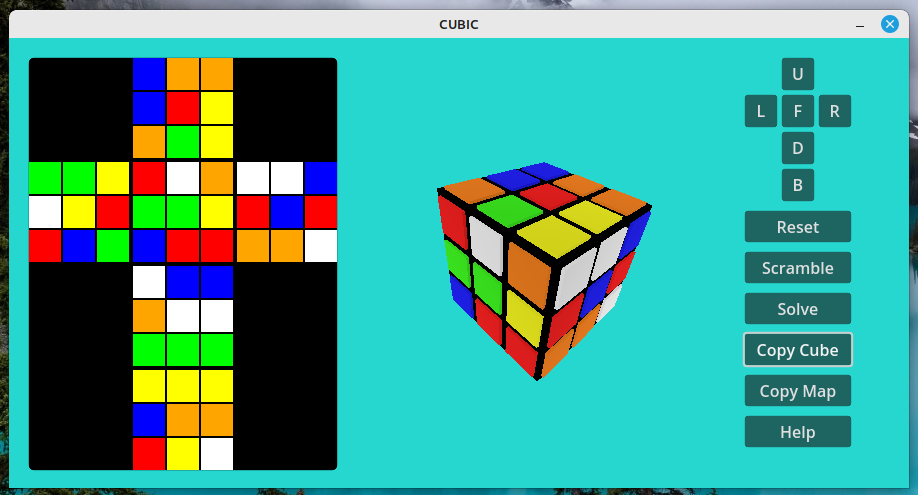 CUBIC
U
L F R
D
B
Reset
Scramble
Solve
Copy Cube
Copy Map
Help